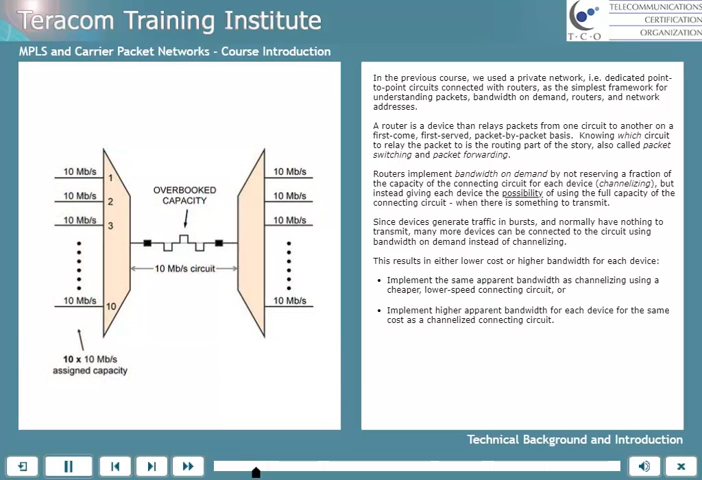 Teracom Training Institute
TELECOMMUNICATIONS
CERTIFICATION
ORGANIZATION
T·C·O
MPLS and Carrier Packet Networks - Course Introduction
10 Mb/s
1
10 Mb/s
2
10 Mb/s
3
10 Mb/s
10
OVERBOOKED
CAPACITY
10 Mb/s circuit
10 Mb/s
10 Mb/s
10 Mb/s
10 Mb/s
10 x 10 Mb/s
assigned capacity
In the previous course, we used a private network, i.e. dedicated point-
to-point circuits connected with routers, as the simplest framework for
understanding packets, bandwidth on demand, routers, and network
addresses.
A router is a device than relays packets from one circuit to another on a
first-come, first-served, packet-by-packet basis. Knowing which circuit
to relay the packet to is the routing part of the story, also called packet
switching and packet forwarding.
Routers implement bandwidth on demand by not reserving a fraction of
the capacity of the connecting circuit for each device (channelizing), but
instead giving each device the possibility of using the full capacity of the
connecting circuit - when there is something to transmit.
Since devices generate traffic in bursts, and normally have nothing to
transmit, many more devices can be connected to the circuit using
bandwidth on demand instead of channelizing.
This results in either lower cost or higher bandwidth for each device:
• Implement the same apparent bandwidth as channelizing using a
cheaper, lower-speed connecting circuit, or
• Implement higher apparent bandwidth for each device for the same
cost as a channelized connecting circuit.
Technical Background and Introduction